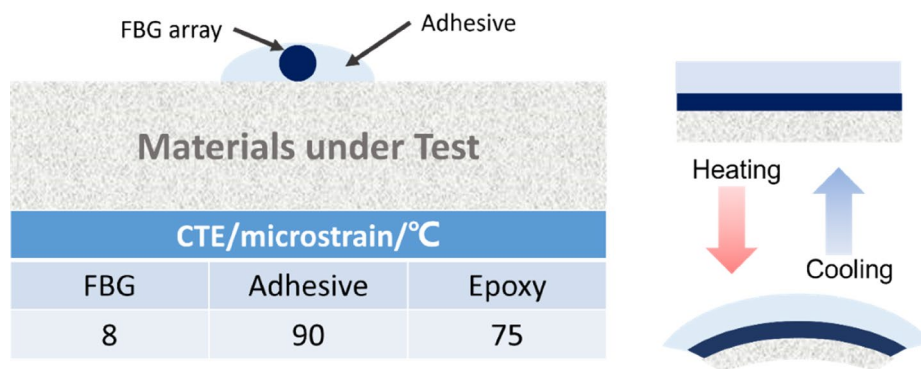 FBG array
Adhesive
Materials under Test
CTE/microstrain/℃
FBG Adhesive Epoxy
8 90 75
Heating
Cooling